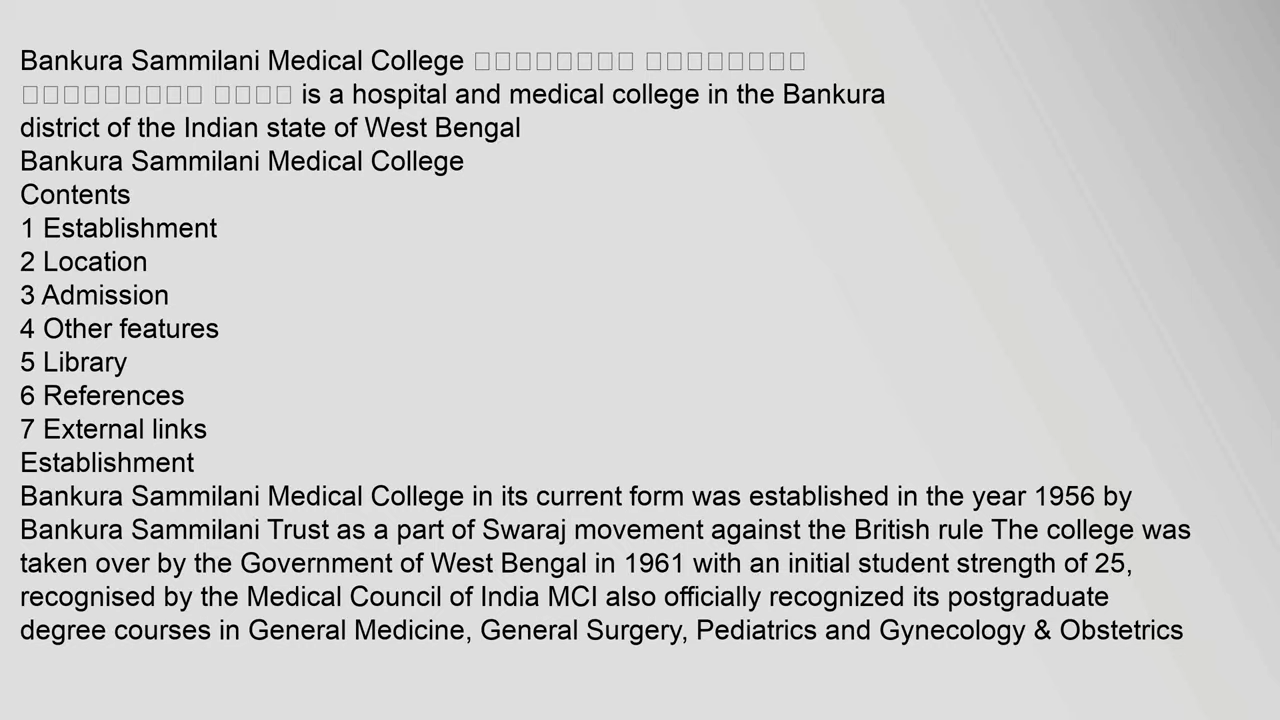 Bankura Sammilani Medical College
is a hospital and medical college in the Bankura
district of the Indian state of West Bengal
Bankura Sammilani Medical College
Contents
1 Establishment
2 Location
3 Admission
4 Other features
5 Library
6 References
7 External links
Establishment
Bankura Sammilani Medical College in its current form was established in the year 1956 by
Bankura Sammilani Trust as a part of Swaraj movement against the British rule The college was
taken over by the Government of West Bengal in 1961 with an initial student strength of 25,
recognised by the Medical Council of India MCI also officially recognized its postgraduate
degree courses in General Medicine, General Surgery, Pediatrics and Gynecology & Obstetrics